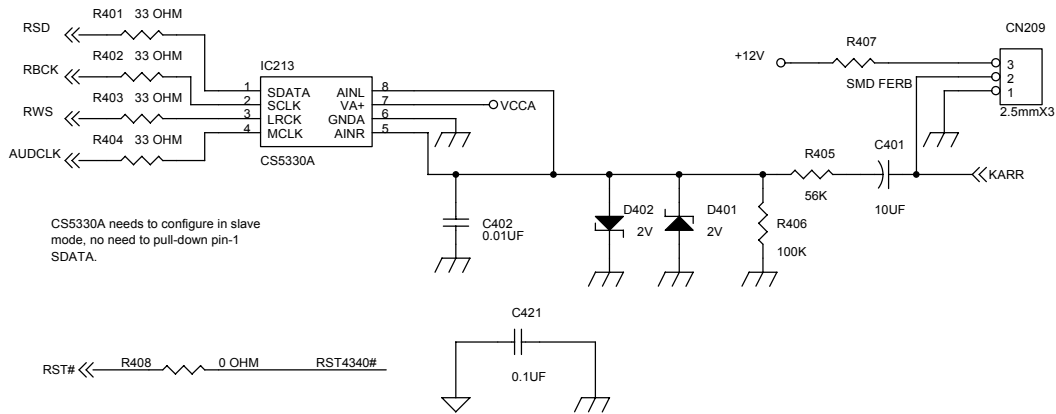 RSD
R401 33 OHM
RBCK
R402 33 OHM
RWS
R403 33 OHM
AUDCLK
R404 33 OHM
IC213
1 SDATA AINL 8
2 SCLK VA+ 7
3 LRCK GNDA 6
4 MCLK AINR 5
CS5330A
VCCA
CN209
+12V
R407
SMD FERB
3
2
1
2.5mmX3
C401
10UF
KARR
R405
56K
CS5330A needs to configure in slave
mode, no need to pull-down pin-1
SDATA.
C402
0.01UF
D402
2V
D401
2V
R406
100K
C421
0.1UF
RST# R408 0 OHM RST4340#